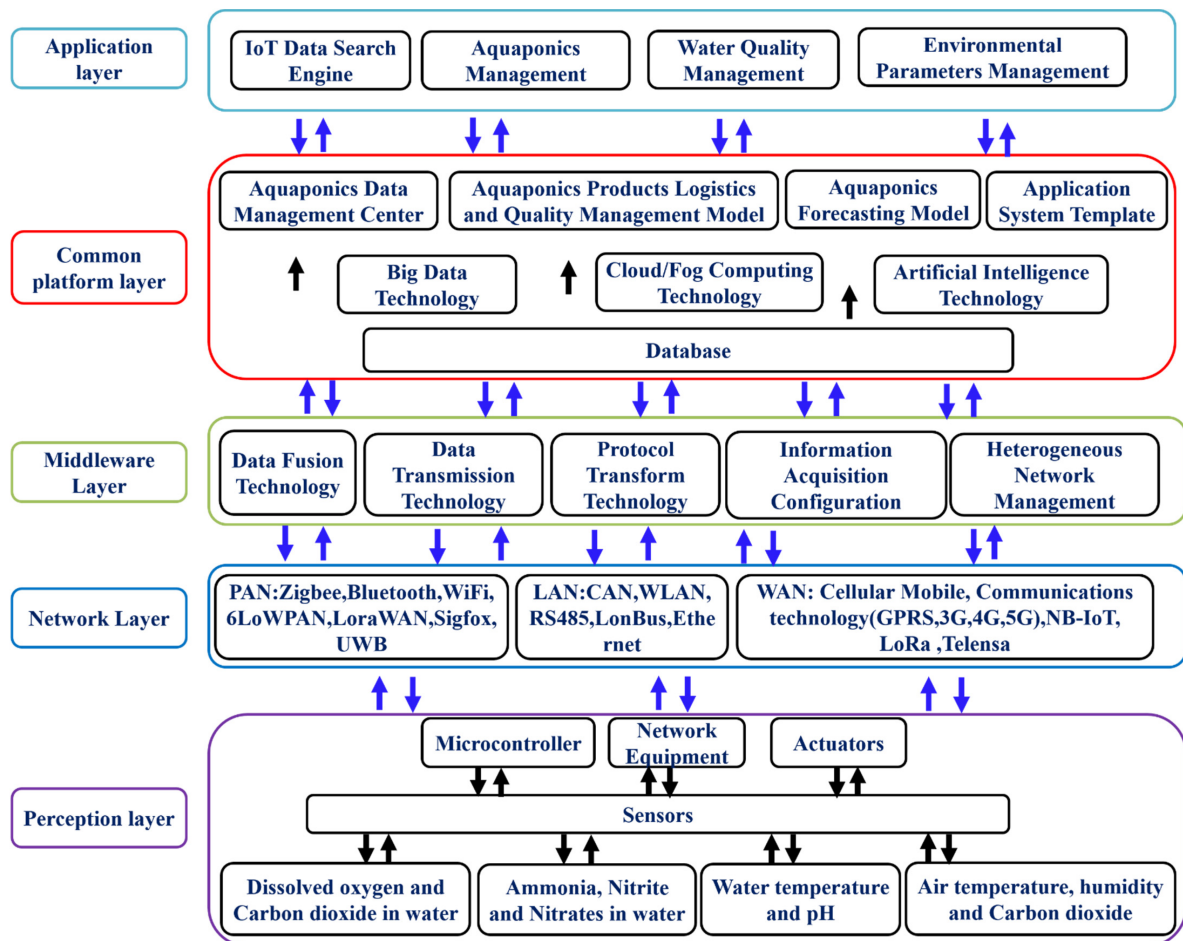 Application
layer
IoT Data Search
Engine
Aquaponics
Management
Water Quality
Management
Environmental
Parameters Management
Common
platform layer
Aquaponics Data
Management Center
Aquaponics Products Logistics
and Quality Management Model
Aquaponics
Forecasting Model
Application
System Template
Big Data
Technology
Cloud/Fog Computing
Technology
Artificial Intelligence
Technology
Database
Middleware
Layer
Data Fusion
Technology
Data
Transmission
Technology
Protocol
Transform
Technology
Information
Acquisition
Configuration
Heterogeneous
Network
Management
Network Layer
PAN:Zigbee,Bluetooth,WiFi,
6LoWPAN,LoraWAN,Sigfox,
UWB
LAN:CAN,WLAN,
RS485,LonBus,Ethe
rnet
WAN: Cellular Mobile, Communications
technology(GPRS,3G,4G,5G),NB-IoT,
LoRa ,Telensa
Perception layer
Microcontroller
Network
Equipment
Actuators
Sensors
Dissolved oxygen and
Carbon dioxide in water
Ammonia, Nitrite
and Nitrates in water
Water temperature
and pH
Air temperature, humidity
and Carbon dioxide